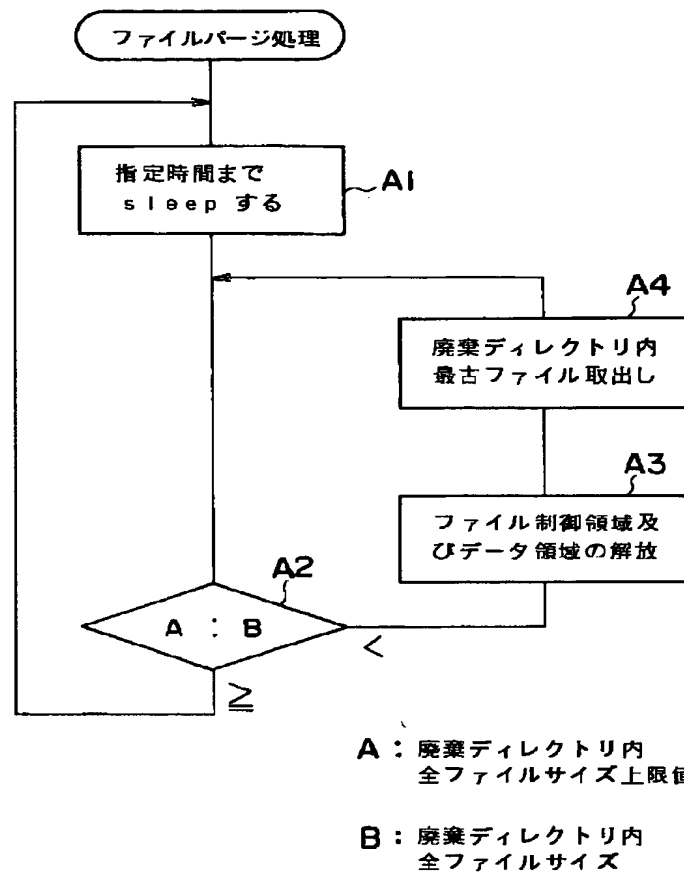 ファイルパージ処理
指定時間まで
sleep する
A1
A4
廃棄ディレクトリ内
最古ファイル取出し
A3
ファイル制御領域及
びデータ領域の解放
A2
A : B
<
≧
A : 廃棄ディレクトリ内
全ファイルサイズ上限値
B : 廃棄ディレクトリ内
全ファイルサイズ